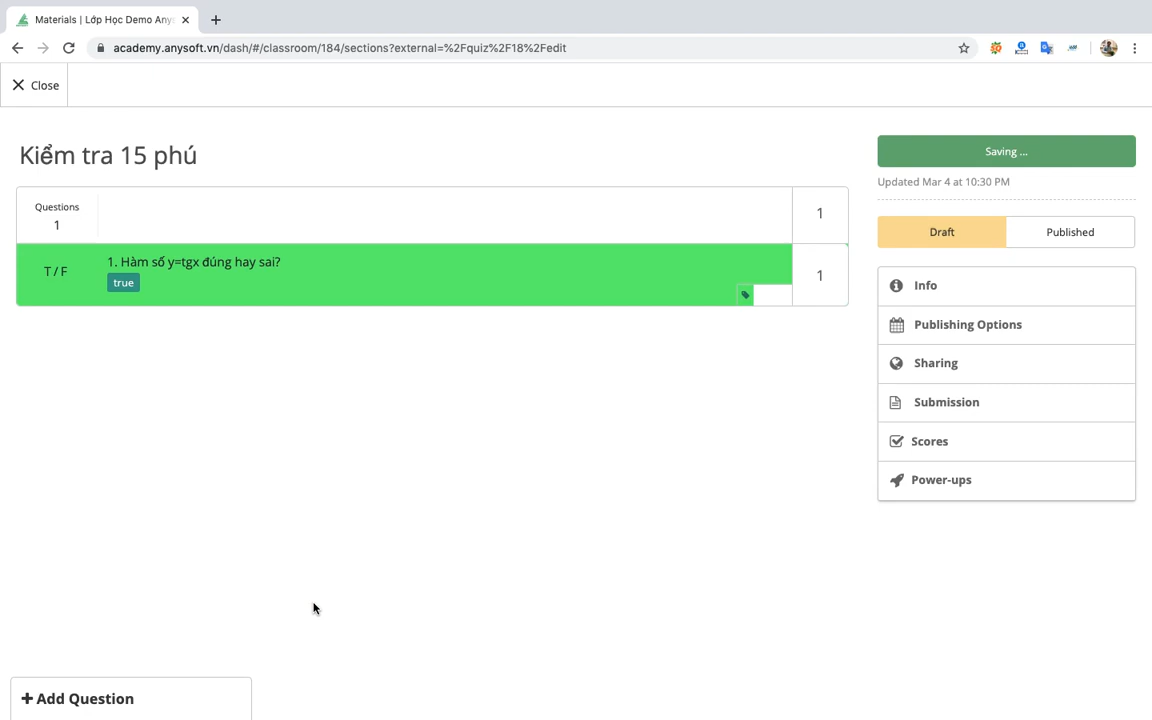 Materials | Lớp Học Demo Any
academy.anysoft.vn/dash/#/classroom/184/sections?external=%2Fquiz%2F18%2Fedit
Close
Kiểm tra 15 phú
Saving ...
Updated Mar 4 at 10:30 PM
Questions
1
1
Draft
Published
T / F
1. Hàm số y=tgx đúng hay sai?
true
1
Info
Publishing Options
Sharing
Submission
Scores
Power-ups
Add Question